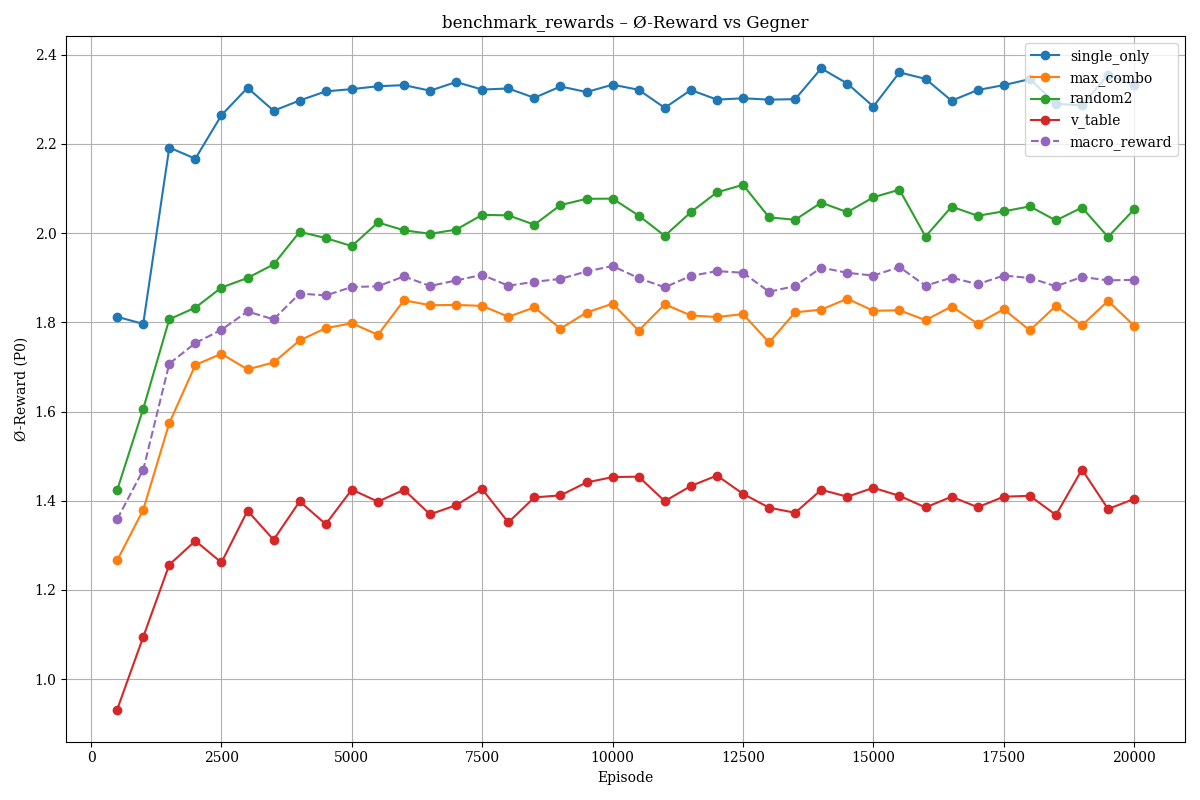 benchmark_rewards – Ø-Reward vs Gegner
2.4
2.2
2.0
1.8
1.6
1.4
1.2
1.0
Ø-Reward (P0)
single_only
max_combo
random2
v_table
macro_reward
0 2500 5000 7500 10000 12500 15000 17500 20000
Episode